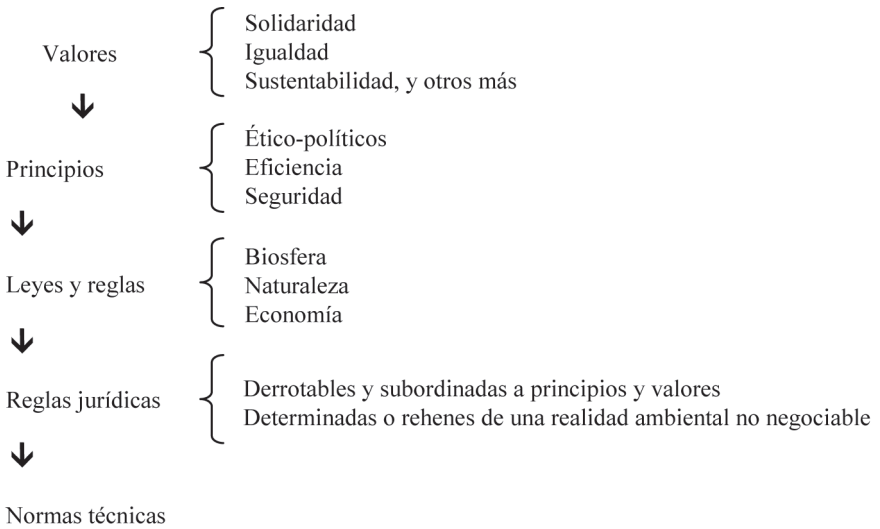 Valores
Solidaridad
Igualdad
Sustentabilidad, y otros más
Principios
Ético-políticos
Eficiencia
Seguridad
Leyes y reglas
Biosfera
Naturaleza
Economía
Reglas jurídicas
Derrotables y subordinadas a principios y valores
Determinadas o rehenes de una realidad ambiental no negociable
Normas técnicas